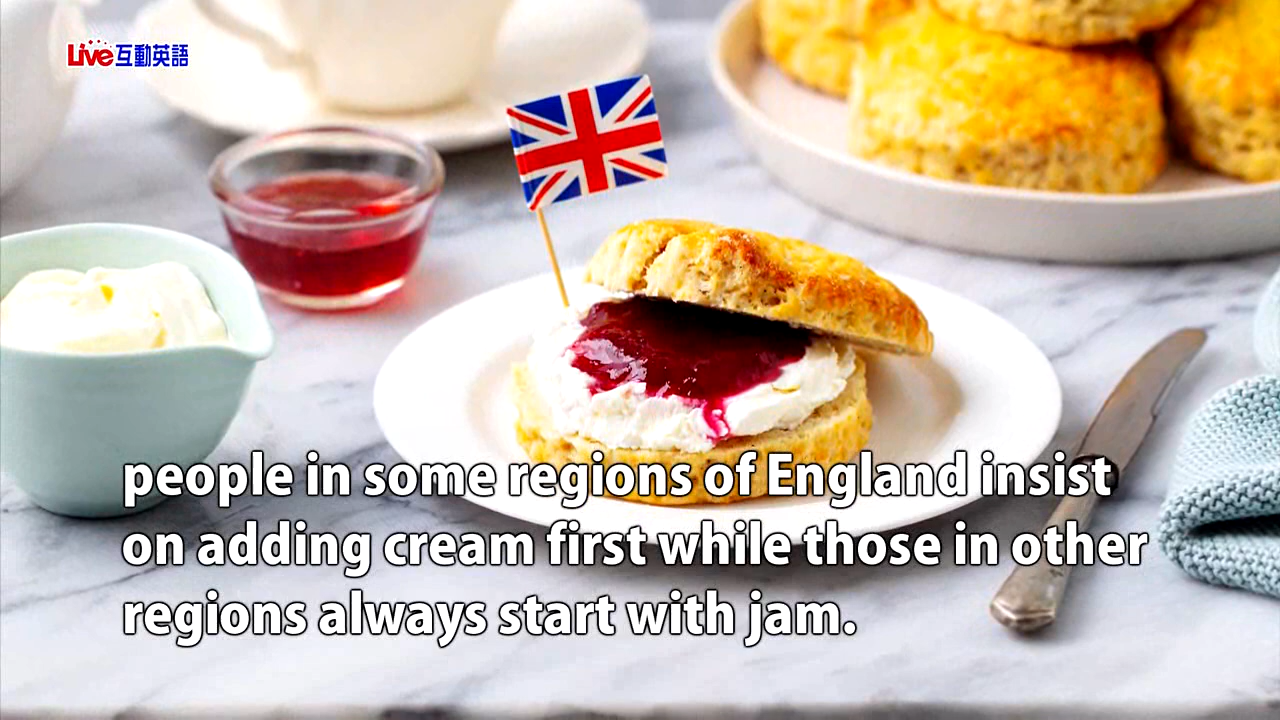 Live互動英語
people in some regions of England insist
on adding cream first while those in other
regions always start with jam.